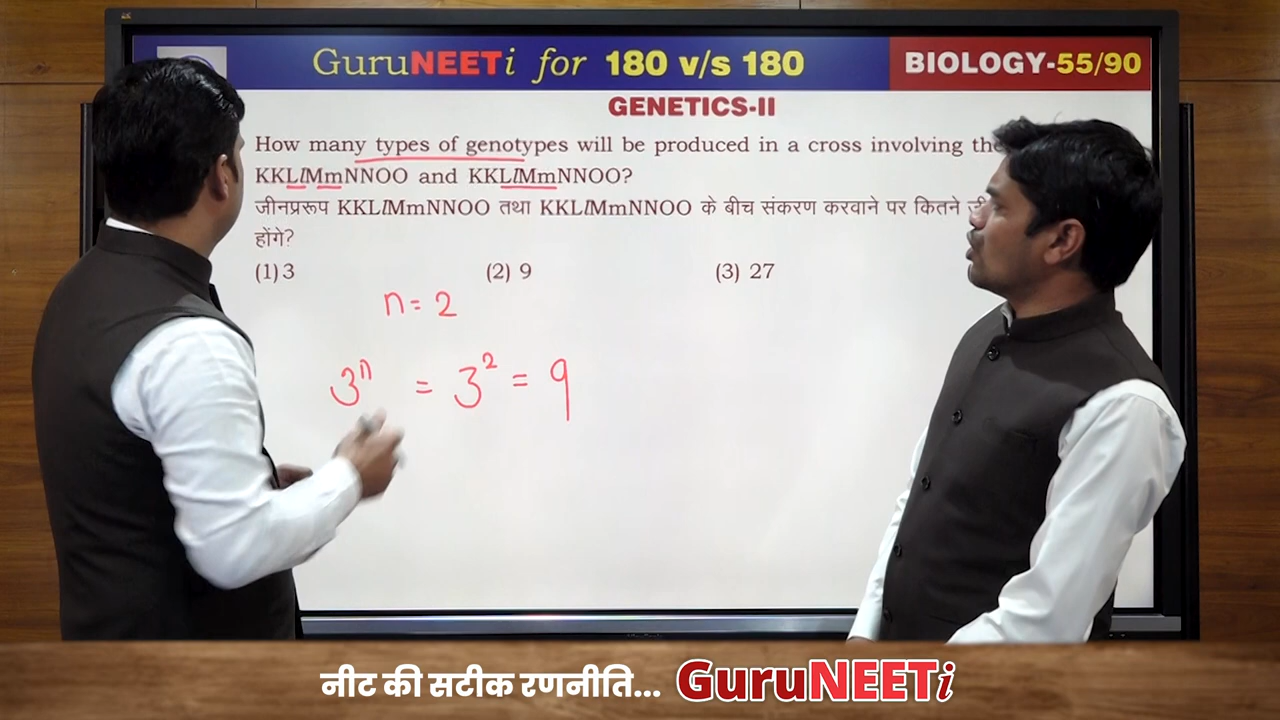 GuruNEETi for 180 v/s 180
BIOLOGY-55/90
GENETICS-II
How many types of genotypes will be produced in a cross involving the
KKLlMmNNOO and KKLlMmNNOO?
जीनप्ररूप KKLlMmNNOO तथा KKLlMmNNOO के बीच संकरण करवाने पर कितने
होंगे?
(1) 3 (2) 9 (3) 27
n = 2
3ⁿ = 3² = 9
नीट की सटीक रणनीति... GuruNEETi